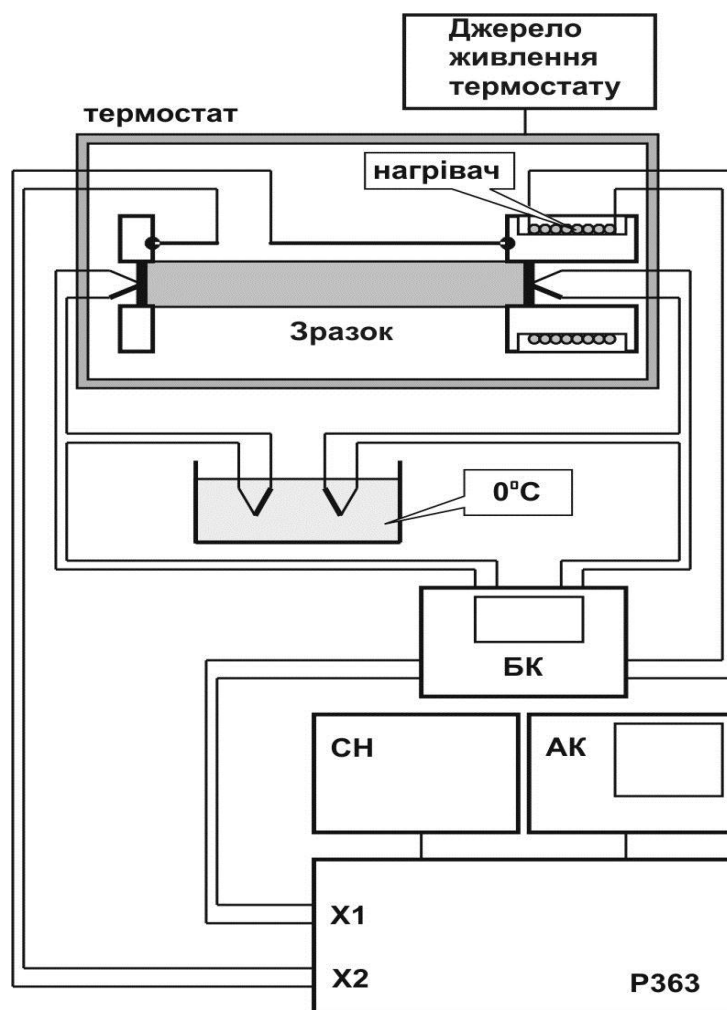 Джерело
живлення
термостату
термостат
нагрівач
Зразок
0°С
БК
СН
АК
Х1
Х2
Р363